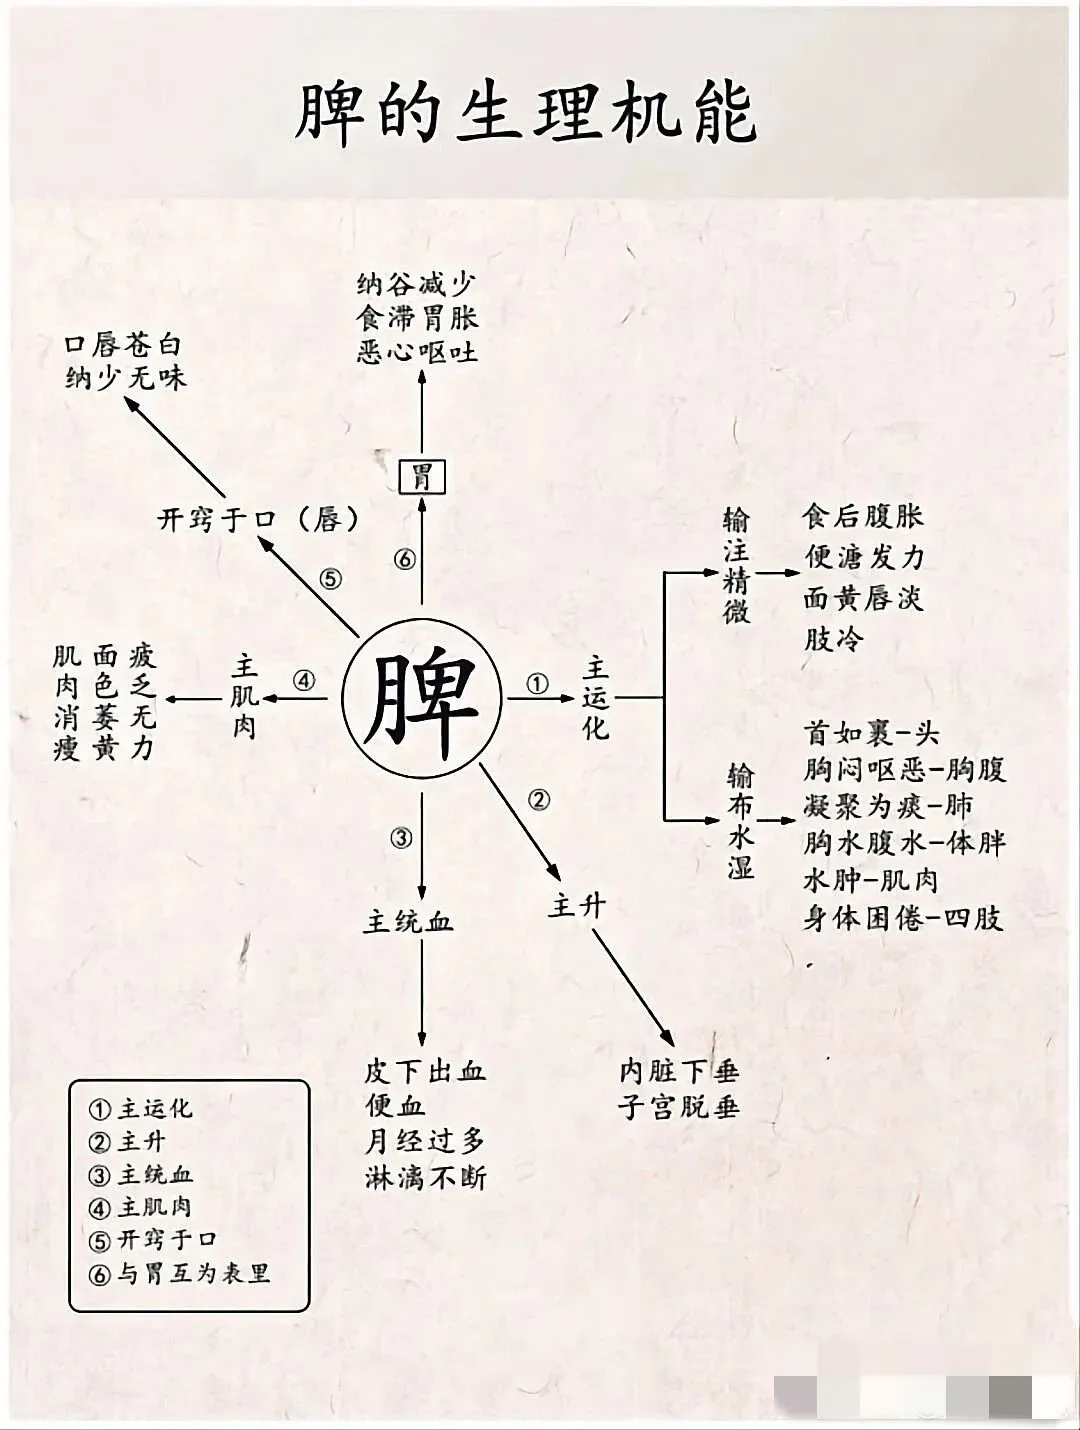 脾的生理机能
纳谷减少
食滞胃胀
恶心呕吐
口唇苍白
纳少无味
胃
开窍于口（唇）
⑥
⑤
输注精微
食后腹胀
便溏发力
面黄唇淡
肢冷
肌肉消瘦
面色萎黄
疲乏无力
主肌肉
④
脾
①
主运化
输布水湿
首如裹-头
胸闷呕恶-胸腹
凝聚为痰-肺
胸水腹水-体胖
水肿-肌肉
身体困倦-四肢
②
③
主升
主统血
皮下出血
便血
月经过多
淋漓不断
内脏下垂
子宫脱垂
①主运化
②主升
③主统血
④主肌肉
⑤开窍于口
⑥与胃互为表里